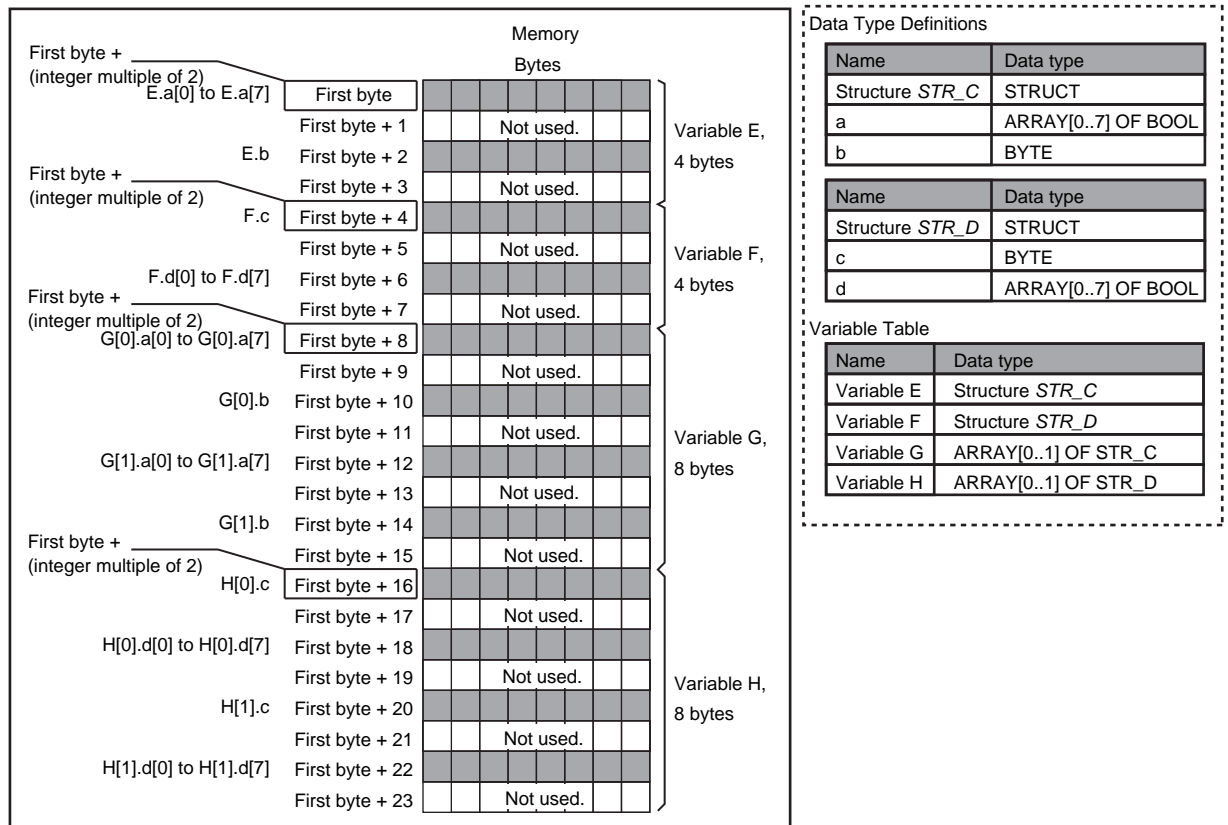 Memory
Bytes
First byte +
(integer multiple of 2)
E.a[0] to E.a[7] First byte
First byte + 1 Not used.
E.b First byte + 2
First byte + 3 Not used.
Variable E,
4 bytes
First byte +
(integer multiple of 2)
F.c First byte + 4
First byte + 5 Not used.
F.d[0] to F.d[7] First byte + 6
First byte + 7 Not used.
Variable F,
4 bytes
First byte +
(integer multiple of 2)
G[0].a[0] to G[0].a[7] First byte + 8
First byte + 9 Not used.
G[0].b First byte + 10
First byte + 11 Not used.
G[1].a[0] to G[1].a[7] First byte + 12
First byte + 13 Not used.
G[1].b First byte + 14
First byte + 15 Not used.
Variable G,
8 bytes
First byte +
(integer multiple of 2)
H[0].c First byte + 16
First byte + 17 Not used.
H[0].d[0] to H[0].d[7] First byte + 18
First byte + 19 Not used.
H[1].c First byte + 20
First byte + 21 Not used.
H[1].d[0] to H[1].d[7] First byte + 22
First byte + 23 Not used.
Variable H,
8 bytes
Data Type Definitions
Name Data type
Structure STR_C STRUCT
a ARRAY[0..7] OF BOOL
b BYTE
Name Data type
Structure STR_D STRUCT
c BYTE
d ARRAY[0..7] OF BOOL
Variable Table
Name Data type
Variable E Structure STR_C
Variable F Structure STR_D
Variable G ARRAY[0..1] OF STR_C
Variable H ARRAY[0..1] OF STR_D